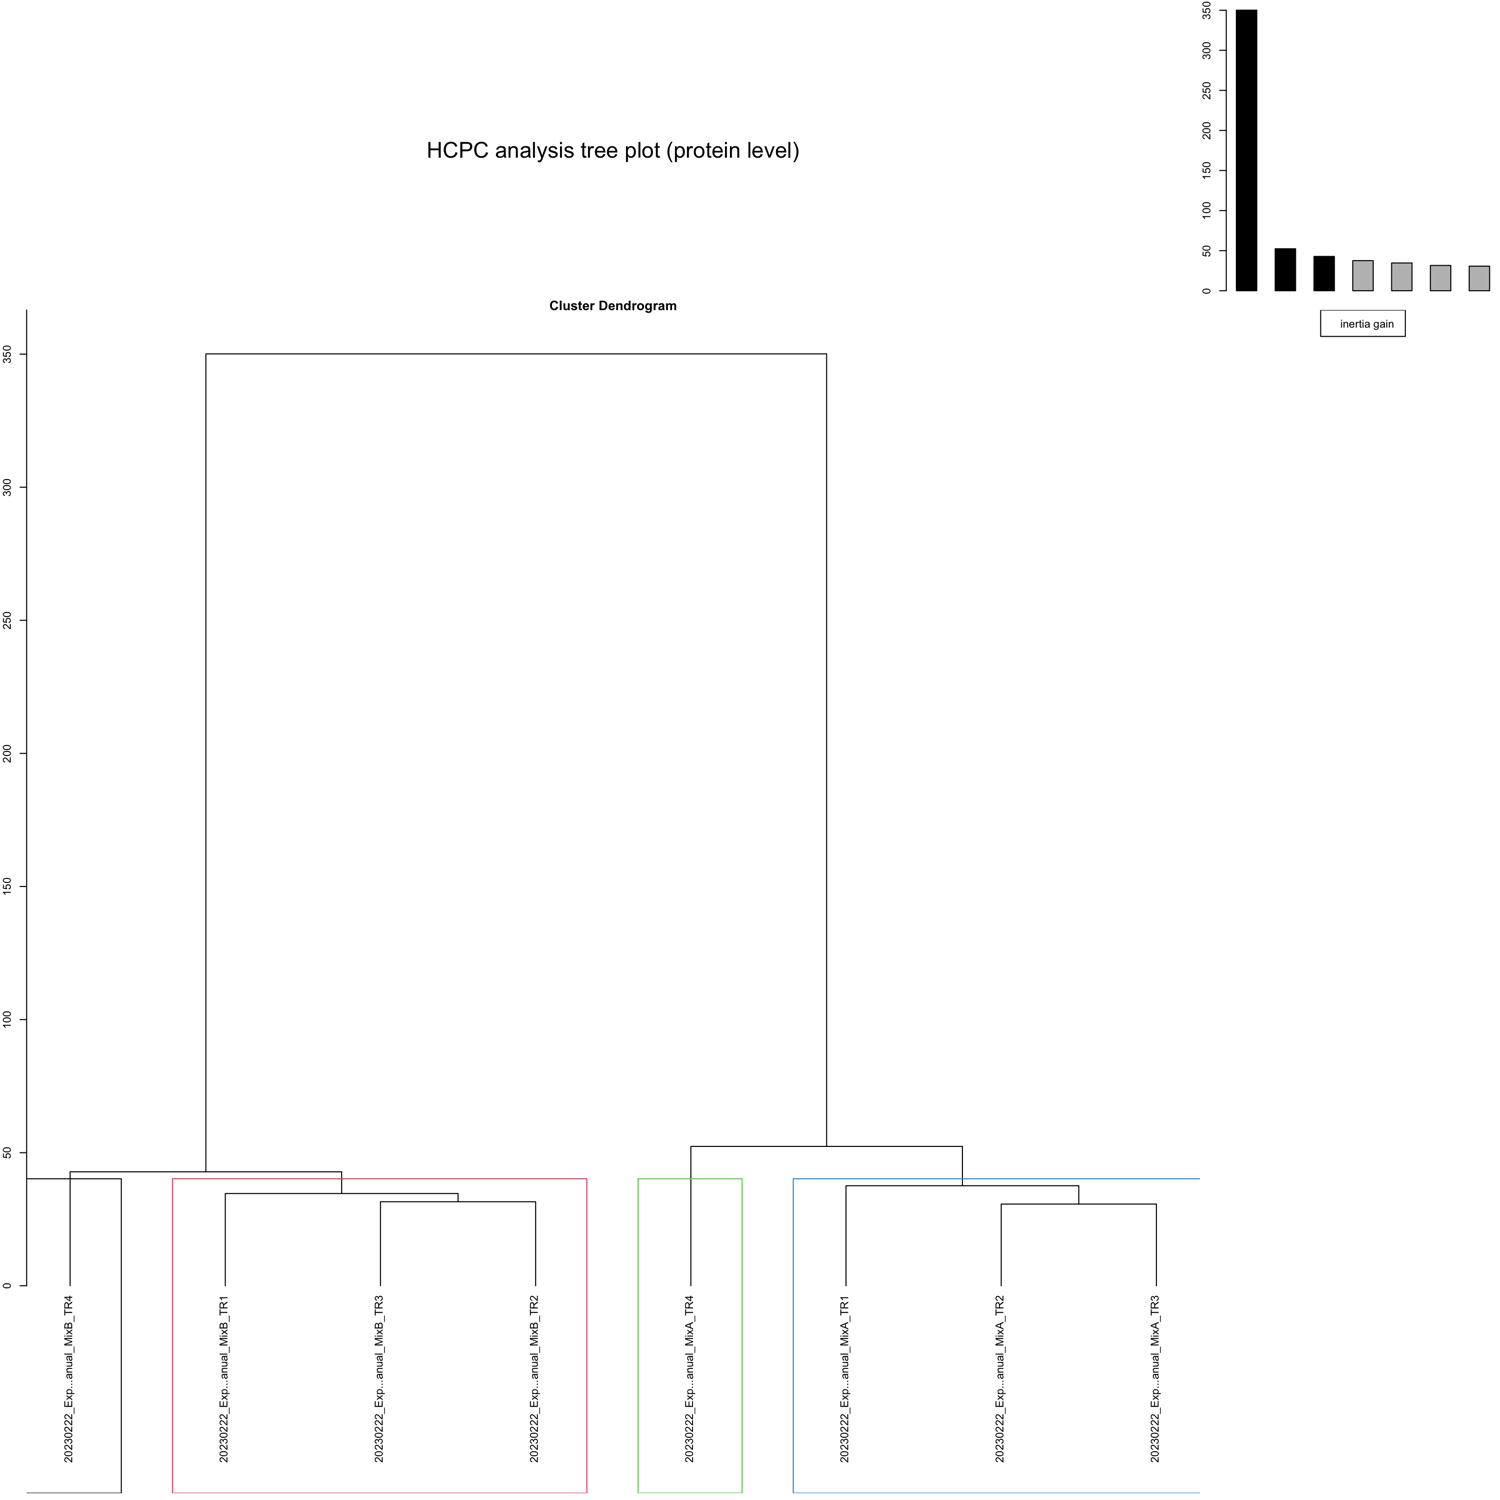 350
300
250
200
150
100
50
0
inertia gain
HCPC analysis tree plot (protein level)
Cluster Dendrogram
350
300
250
200
150
100
50
0
20230222_Exp...anual_MixB_TR4
20230222_Exp...anual_MixB_TR1
20230222_Exp...anual_MixB_TR3
20230222_Exp...anual_MixB_TR2
20230222_Exp...anual_MixA_TR4
20230222_Exp...anual_MixA_TR1
20230222_Exp...anual_MixA_TR2
20230222_Exp...anual_MixA_TR3